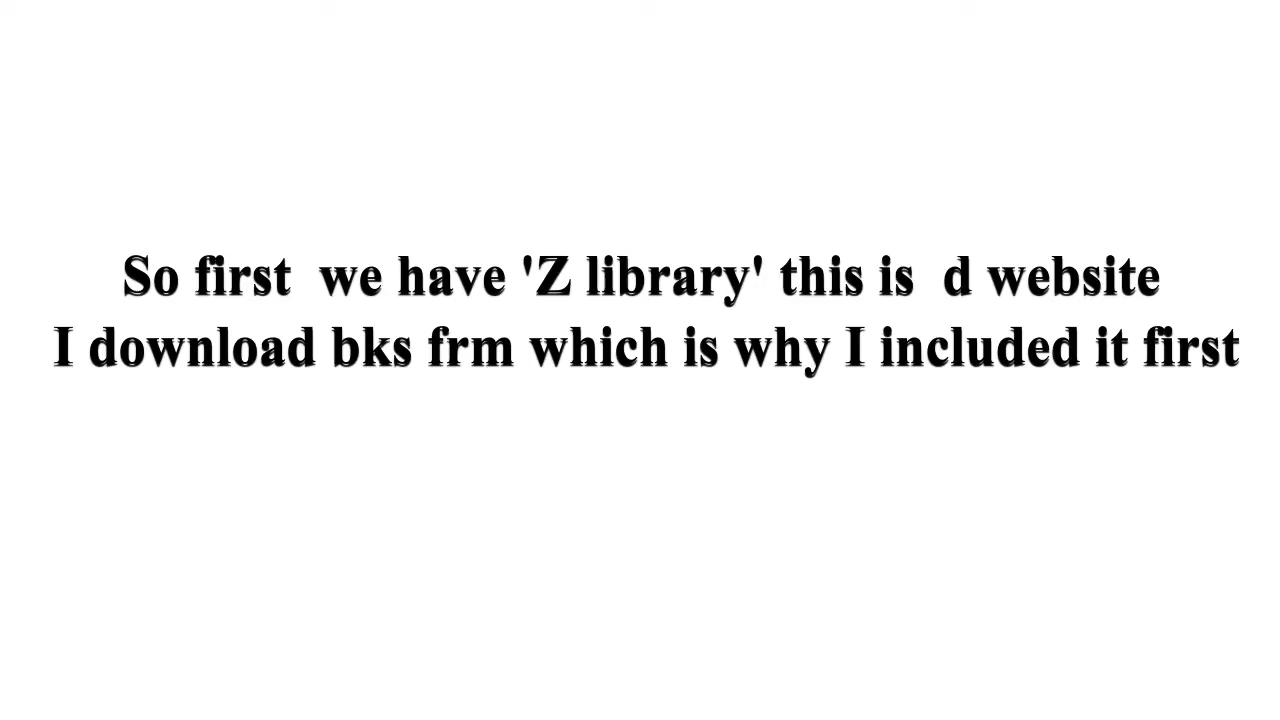 So first  we have 'Z library' this is  d website
I download bks frm which is why I included it first